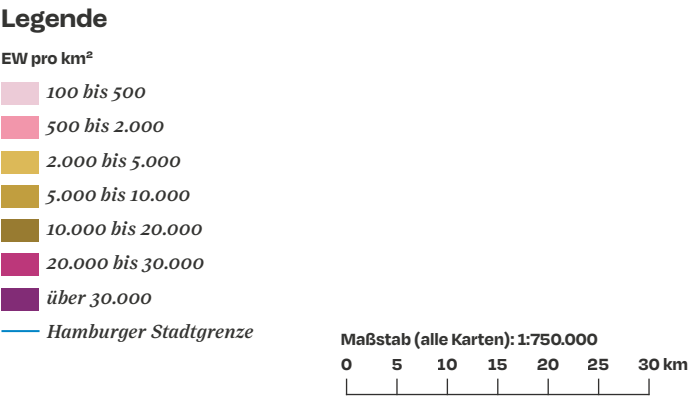 Legende
EW pro km²
100 bis 500
500 bis 2.000
2.000 bis 5.000
5.000 bis 10.000
10.000 bis 20.000
20.000 bis 30.000
über 30.000
Hamburger Stadtgrenze
Maßstab (alle Karten): 1:750.000
0 5 10 15 20 25 30 km